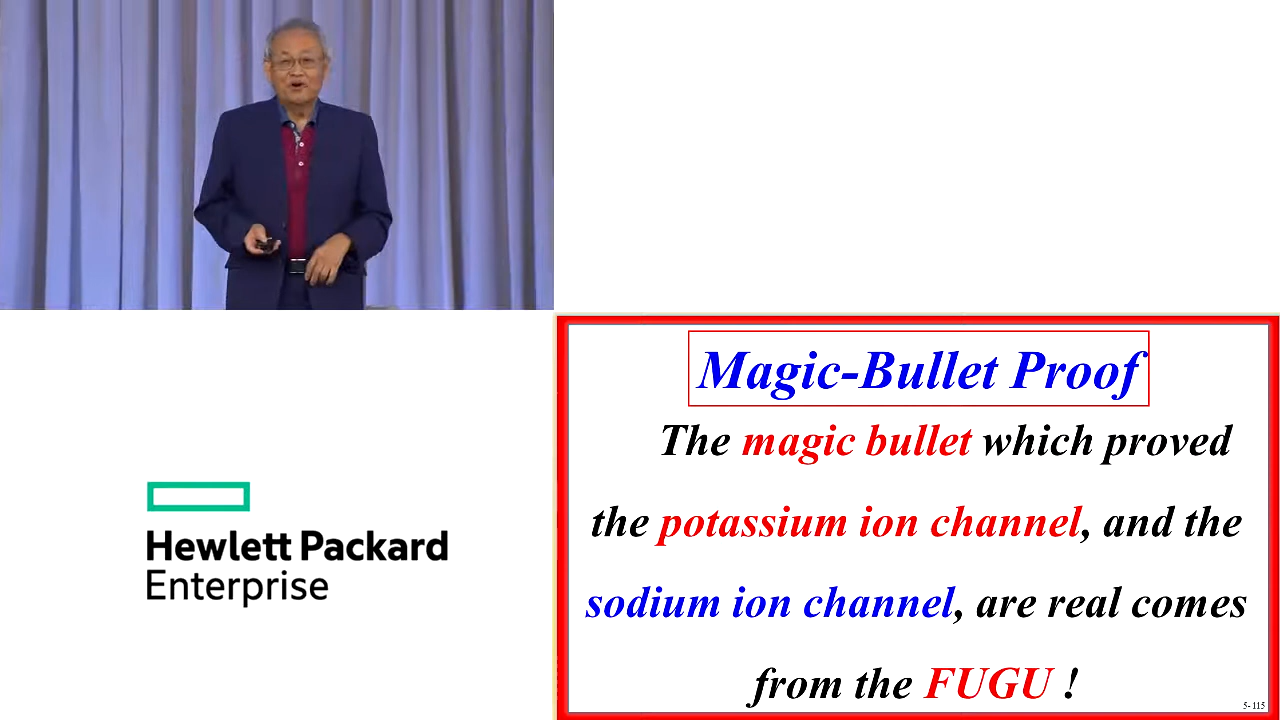 Hewlett Packard
Enterprise
Magic-Bullet Proof
The magic bullet which proved
the potassium ion channel, and the
sodium ion channel, are real comes
from the FUGU !
5-115